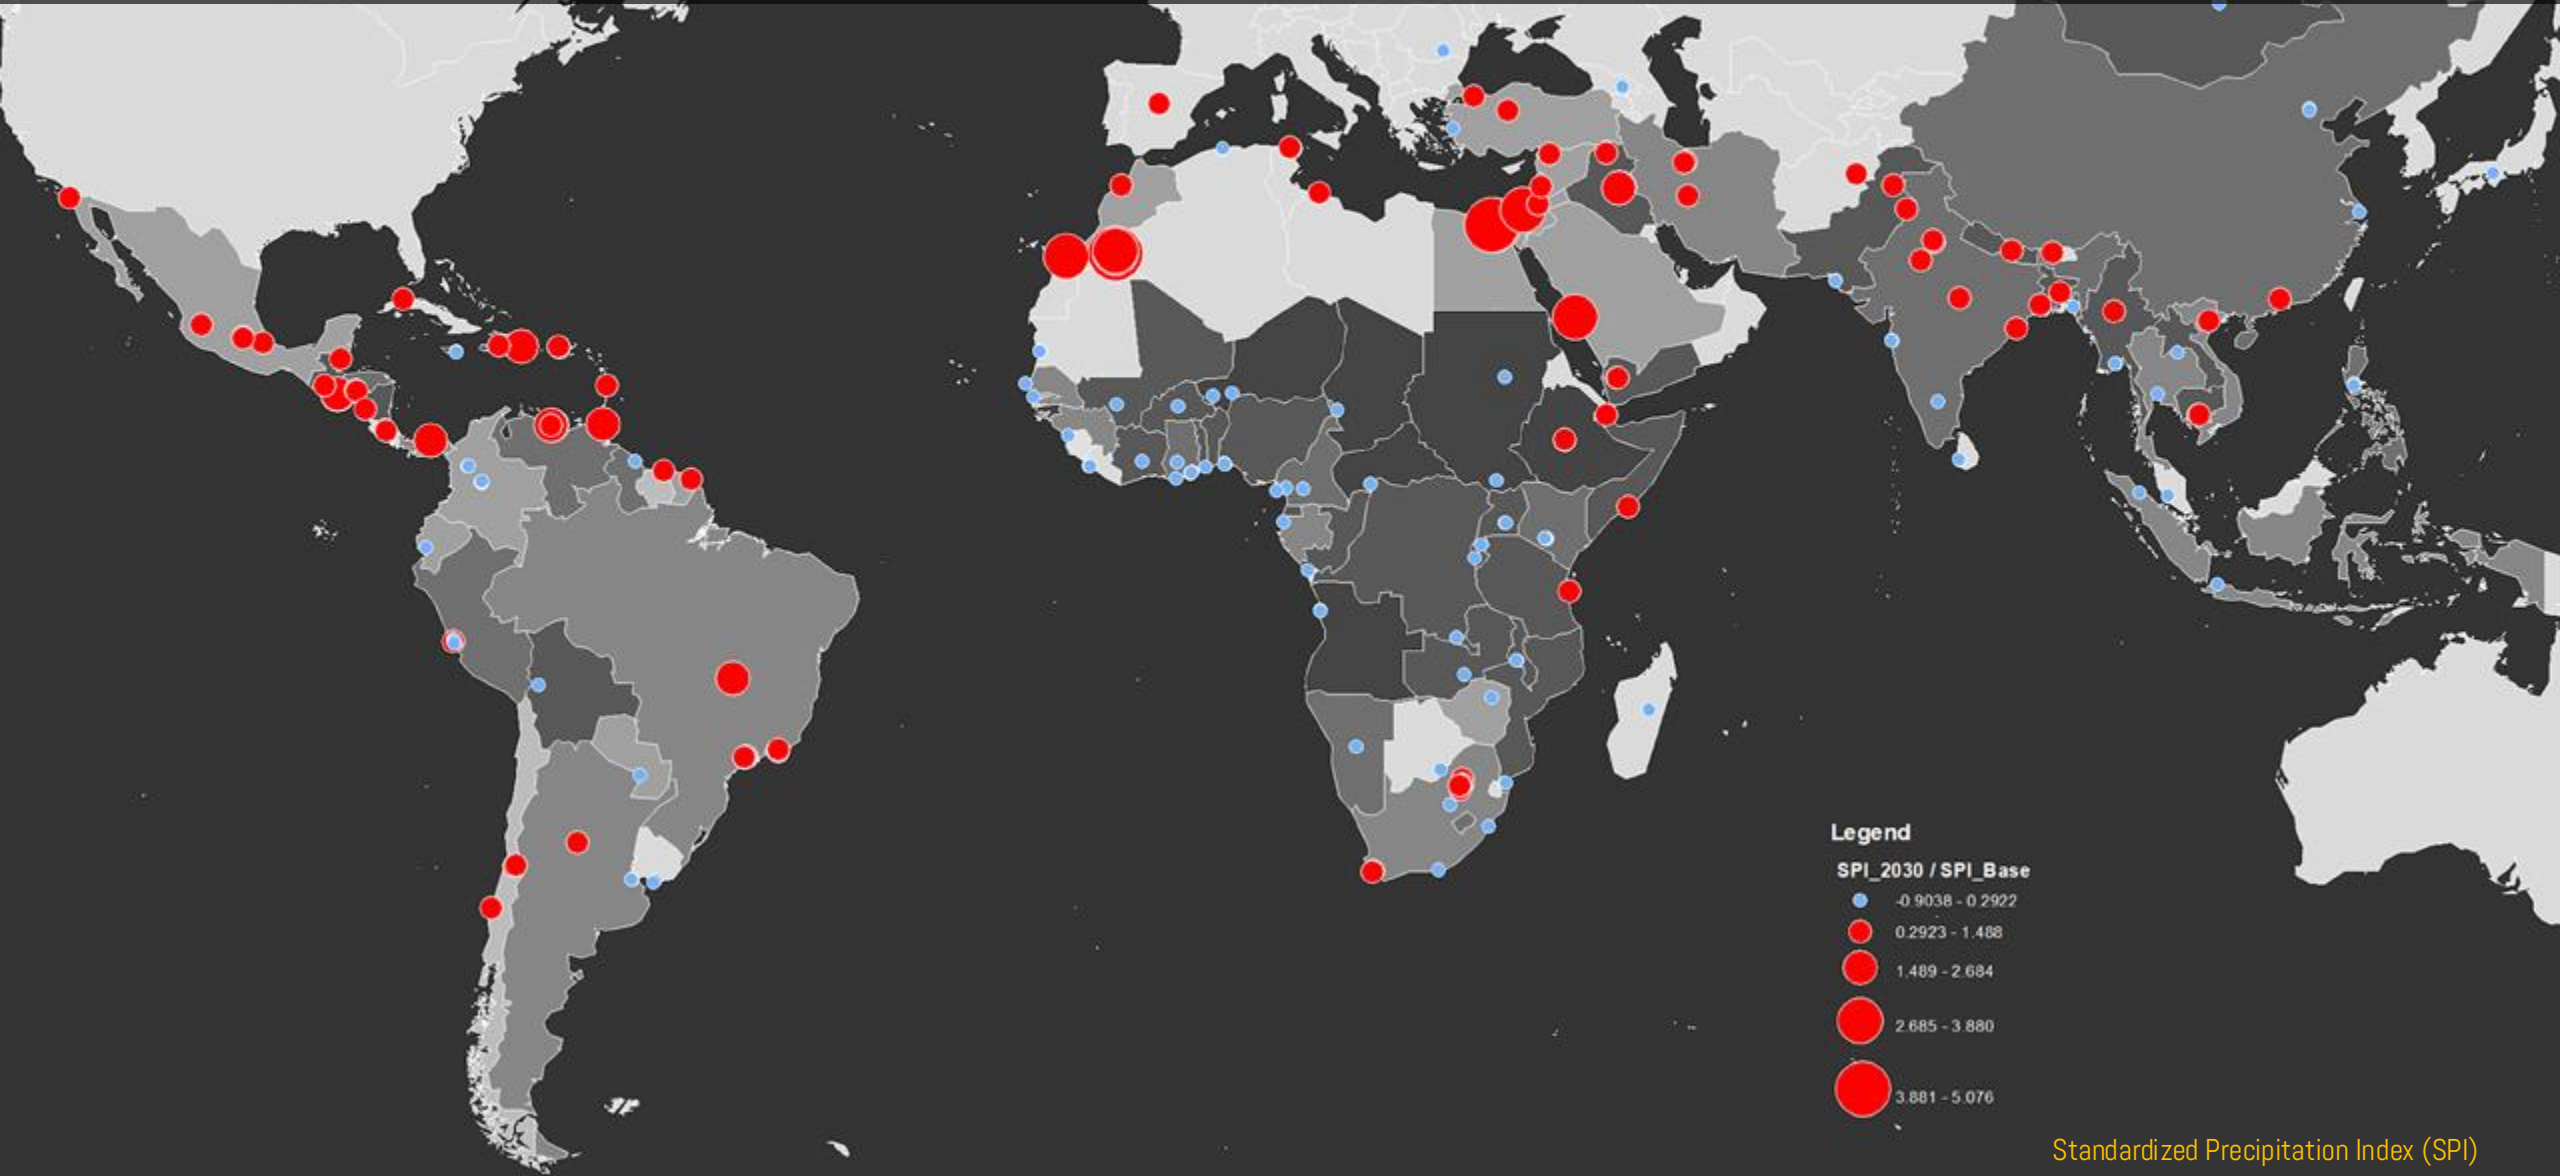 Legend
SPI_2030 / SPI_Base
-0.9038 - 0.2922
0.2923 - 1.488
1.489 - 2.684
2.685 - 3.880
3.881 - 5.076
Standardized Precipitation Index (SPI)